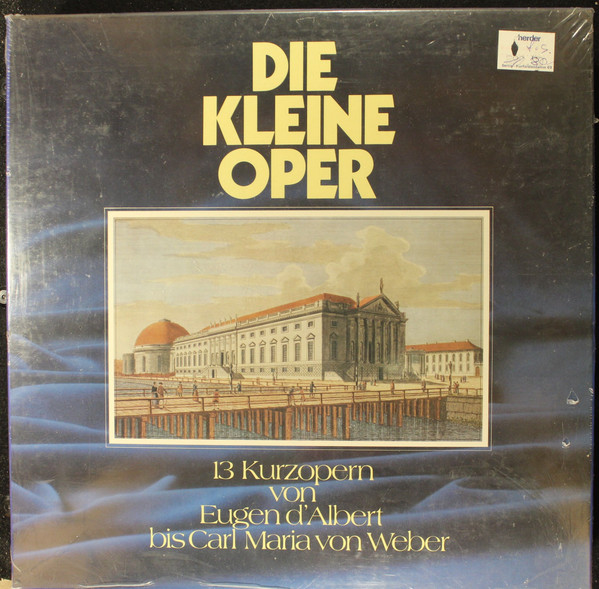 DIE
KLEINE
OPER
herder
13 Kurzopern
von
Eugen d'Albert
bis Carl Maria von Weber